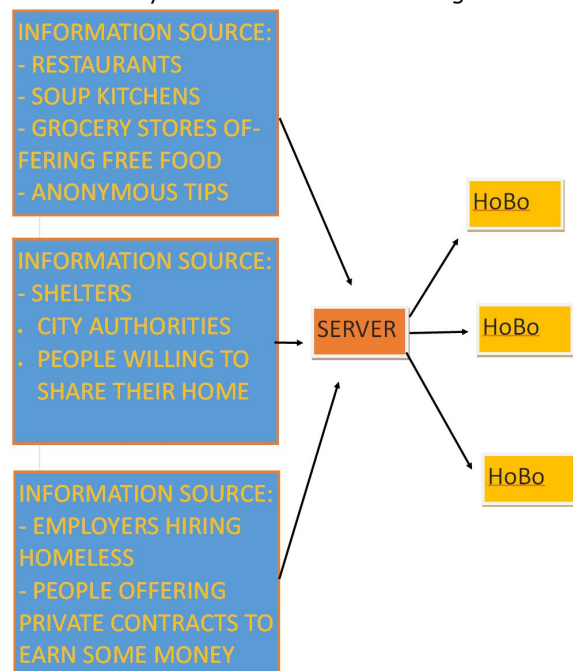 INFORMATION SOURCE:
- RESTAURANTS
- SOUP KITCHENS
- GROCERY STORES OF-
FERING FREE FOOD
- ANONYMOUS TIPS
HoBo
INFORMATION SOURCE:
- SHELTERS
. CITY AUTHORITIES
. PEOPLE WILLING TO
SHARE THEIR HOME
SERVER
HoBo
HoBo
INFORMATION SOURCE:
- EMPLOYERS HIRING
HOMELESS
- PEOPLE OFFERING
PRIVATE CONTRACTS TO
EARN SOME MONEY